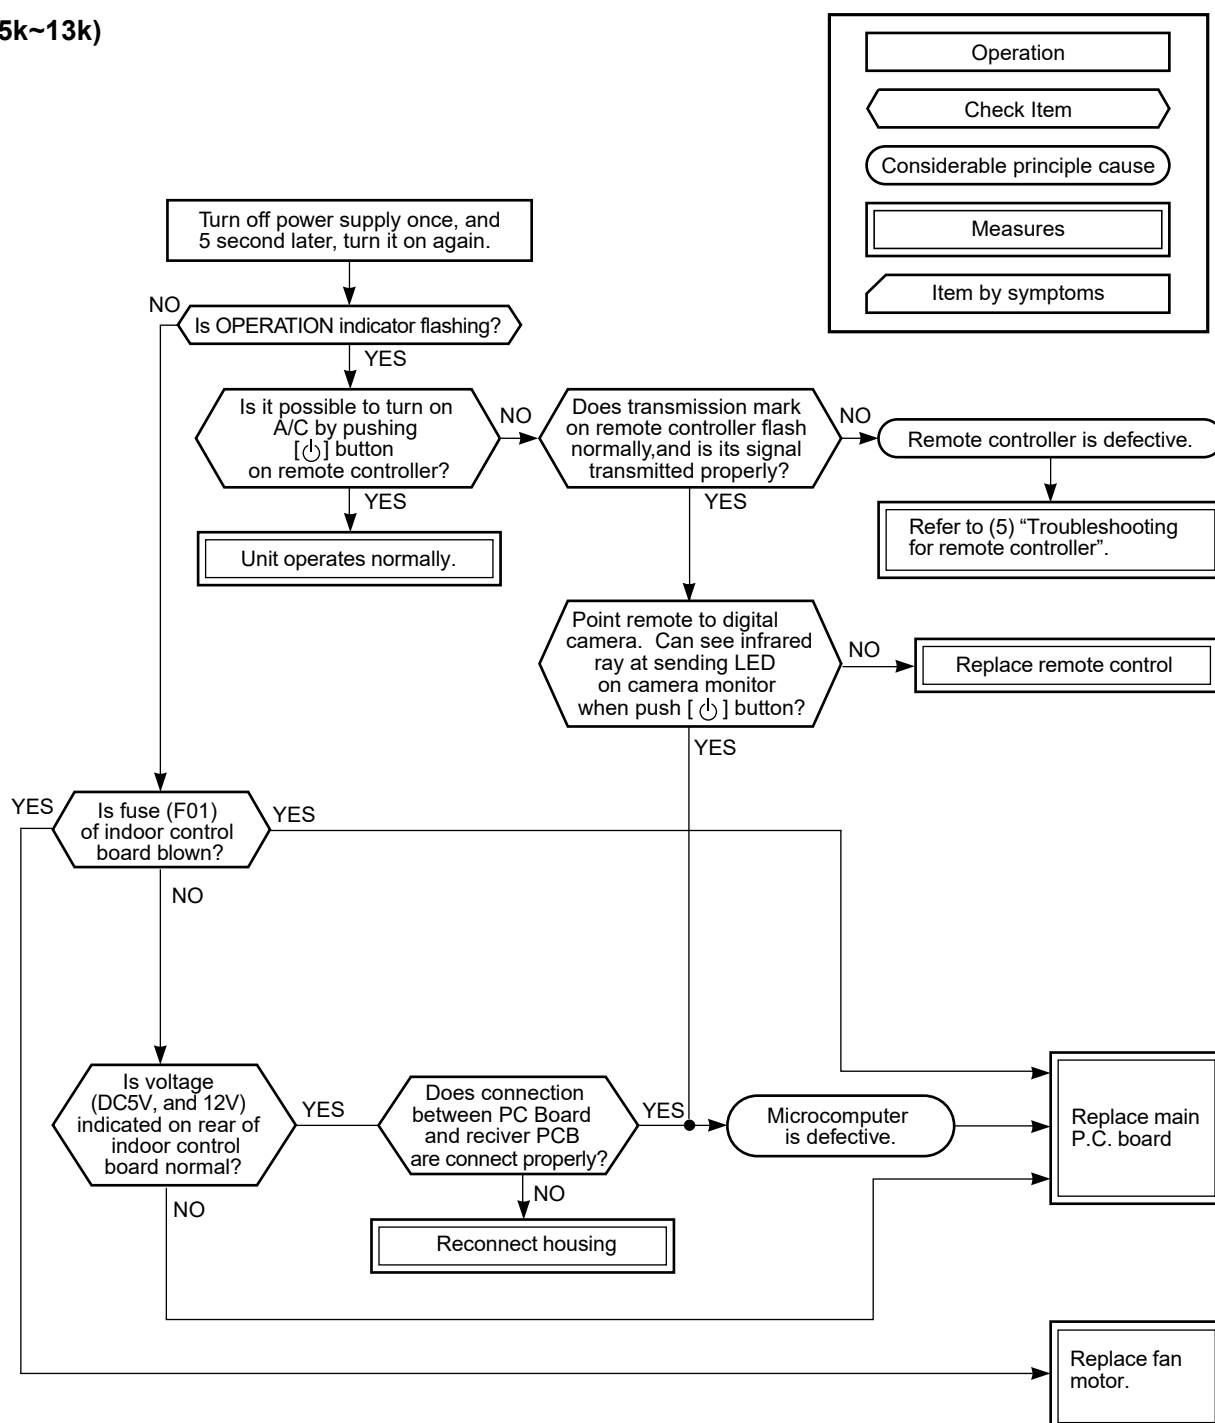 5k~13k)
Operation
Check Item
Considerable principle cause
Measures
Item by symptoms
Turn off power supply once, and
5 second later, turn it on again.
NO
Is OPERATION indicator flashing?
YES
Is it possible to turn on
A/C by pushing
[⏻] button
on remote controller?
NO
Does transmission mark
on remote controller flash
normally,and is its signal
transmitted properly?
NO
Remote controller is defective.
YES
YES
Unit operates normally.
Refer to (5) “Troubleshooting
for remote controller”.
Point remote to digital
camera. Can see infrared
ray at sending LED
on camera monitor
when push [ ⏻ ] button?
NO
Replace remote control
YES
YES
Is fuse (F01)
of indoor control
board blown?
YES
NO
Is voltage
(DC5V, and 12V)
indicated on rear of
indoor control
board normal?
YES
Does connection
between PC Board
and reciver PCB
are connect properly?
YES
Microcomputer
is defective.
Replace main
P.C. board
NO
NO
Reconnect housing
Replace fan
motor.